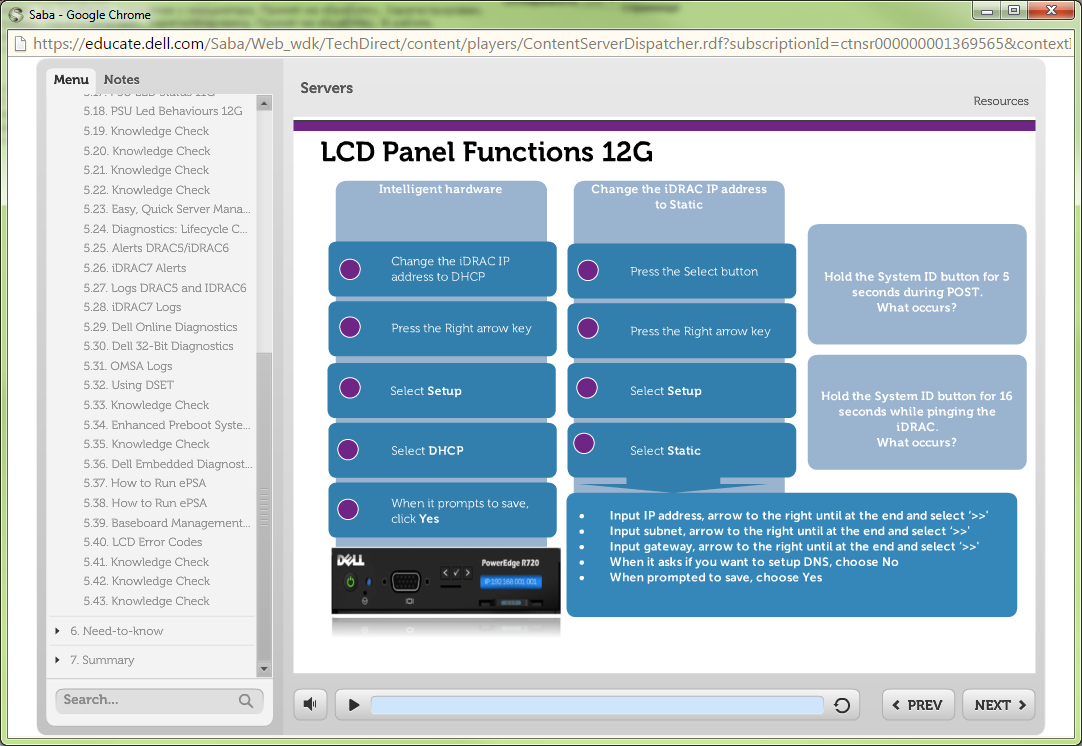 Saba - Google Chrome
https://educate.dell.com/Saba/Web_wdk/TechDirect/content/players/ContentServerDispatcher.rdf?subscriptionId=ctnsr000000001369565&context
Menu
Notes
5.17. PSU LED Status 11G
5.18. PSU Led Behaviours 12G
5.19. Knowledge Check
5.20. Knowledge Check
5.21. Knowledge Check
5.22. Knowledge Check
5.23. Easy, Quick Server Mana...
5.24. Diagnostics: Lifecycle C...
5.25. Alerts DRAC5/iDRAC6
5.26. iDRAC7 Alerts
5.27. Logs DRAC5 and IDRAC6
5.28. iDRAC7 Logs
5.29. Dell Online Diagnostics
5.30. Dell 32-Bit Diagnostics
5.31. OMSA Logs
5.32. Using DSET
5.33. Knowledge Check
5.34. Enhanced Preboot Syste...
5.35. Knowledge Check
5.36. Dell Embedded Diagnost...
5.37. How to Run ePSA
5.38. How to Run ePSA
5.39. Baseboard Management...
5.40. LCD Error Codes
5.41. Knowledge Check
5.42. Knowledge Check
5.43. Knowledge Check
6. Need-to-know
7. Summary
Search...
Servers
Resources
LCD Panel Functions 12G
Intelligent hardware
Change the iDRAC IP
address to DHCP
Press the Right arrow key
Select Setup
Select DHCP
When it prompts to save,
click Yes
DELL
PowerEdge R720
IP:192.168.001.001
Change the iDRAC IP address
to Static
Press the Select button
Press the Right arrow key
Select Setup
Select Static
• Input IP address, arrow to the right until at the end and select ‘>>'
• Input subnet, arrow to the right until at the end and select ‘>>'
• Input gateway, arrow to the right until at the end and select ‘>>'
• When it asks if you want to setup DNS, choose No
• When prompted to save, choose Yes
Hold the System ID button for 5
seconds during POST.
What occurs?
Hold the System ID button for 16
seconds while pinging the
iDRAC.
What occurs?
PREV
NEXT